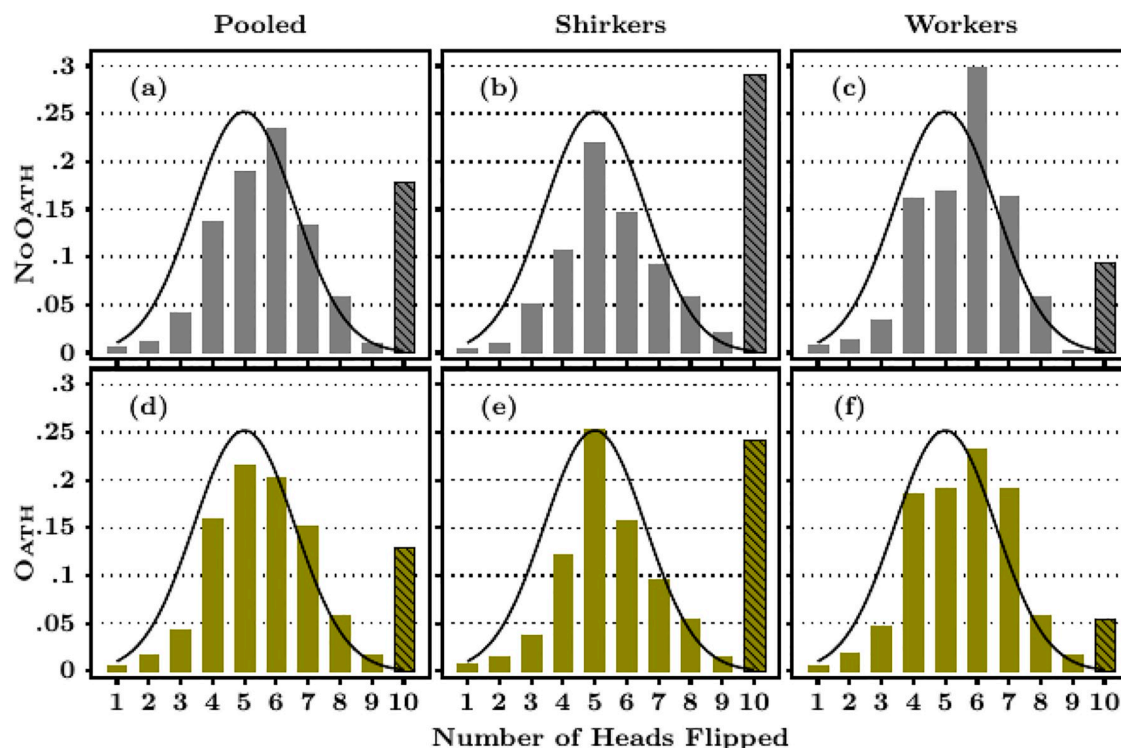 Pooled Shirkers Workers
NoOath
.3
.25
.2
.15
.1
.05
0
(a) (b) (c)
Oath
.3
.25
.2
.15
.1
.05
0
(d) (e) (f)
1 2 3 4 5 6 7 8 9 10 1 2 3 4 5 6 7 8 9 10 1 2 3 4 5 6 7 8 9 10
Number of Heads Flipped